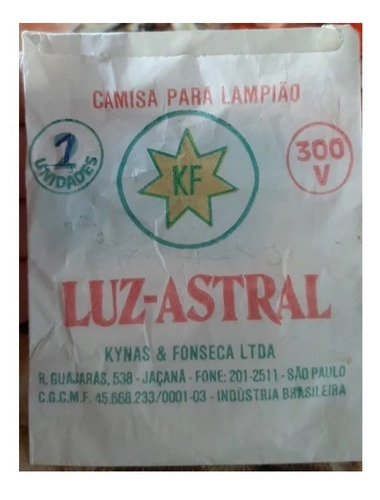 CAMISA PARA LAMPIÃO
1
UNIDADES
KF
300
V
LUZ-ASTRAL
KYNAS & FONSECA LTDA
R. GUAJARÁS, 538 - JAÇANÃ - FONE: 201-2511 - SÃO PAULO
C.G.C.M.F. 45.668.233/0001-03 - INDÚSTRIA BRASILEIRA